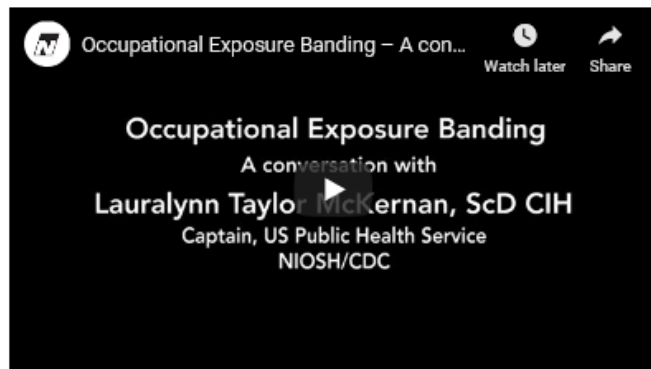 Occupational Exposure Banding – A con...
Watch later
Share
Occupational Exposure Banding
A conversation with
Lauralynn Taylor McKernan, ScD CIH
Captain, US Public Health Service
NIOSH/CDC